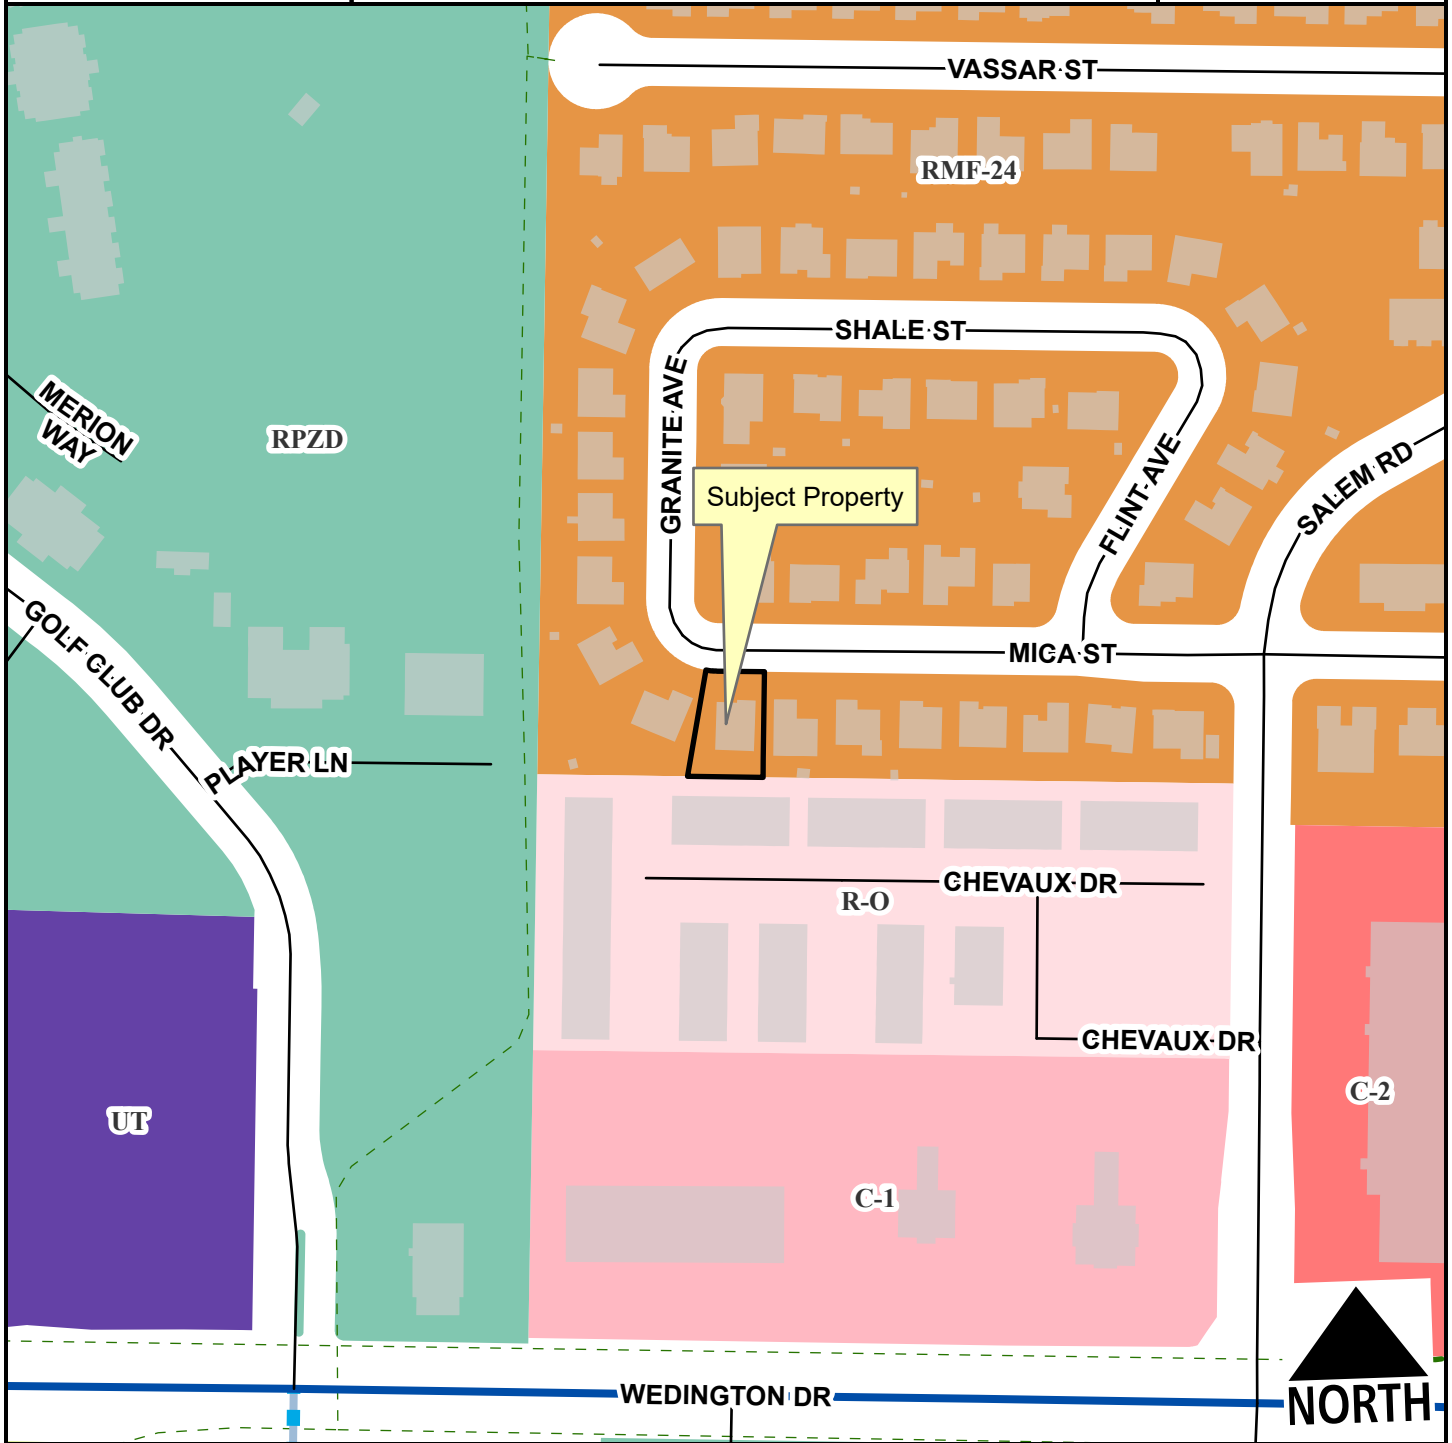 VASSAR ST
RMF-24
SHALE ST
MERION
WAY
RPZD
GRANITE AVE
FLINT AVE
SALEM RD
Subject Property
GOLF CLUB DR
MICA ST
PLAYER LN
CHEVAUX DR
R-O
CHEVAUX DR
UT
C-2
C-1
WEDINGTON DR
NORTH